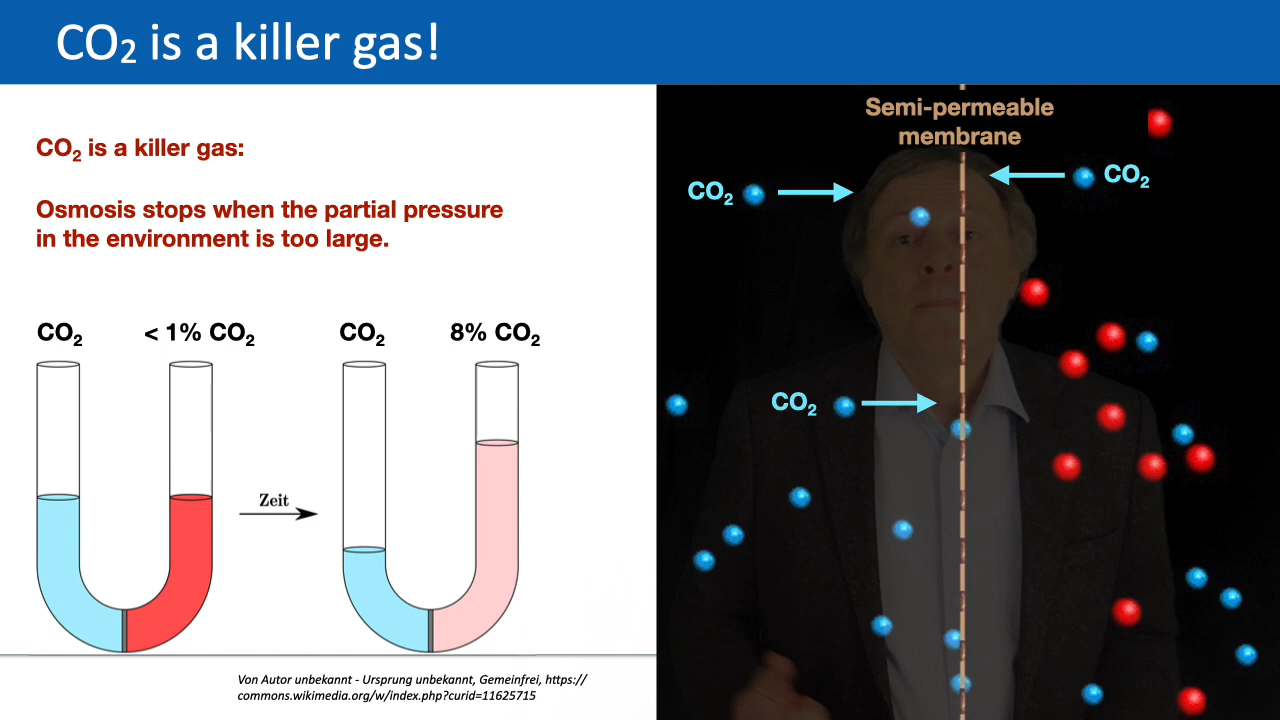 CO₂ is a killer gas!
CO₂ is a killer gas:
Osmosis stops when the partial pressure
in the environment is too large.
CO₂
< 1% CO₂
CO₂
8% CO₂
Zeit
Von Autor unbekannt - Ursprung unbekannt, Gemeinfrei, https://
commons.wikimedia.org/w/index.php?curid=11625715
Semi-permeable
membrane
CO₂
CO₂
CO₂